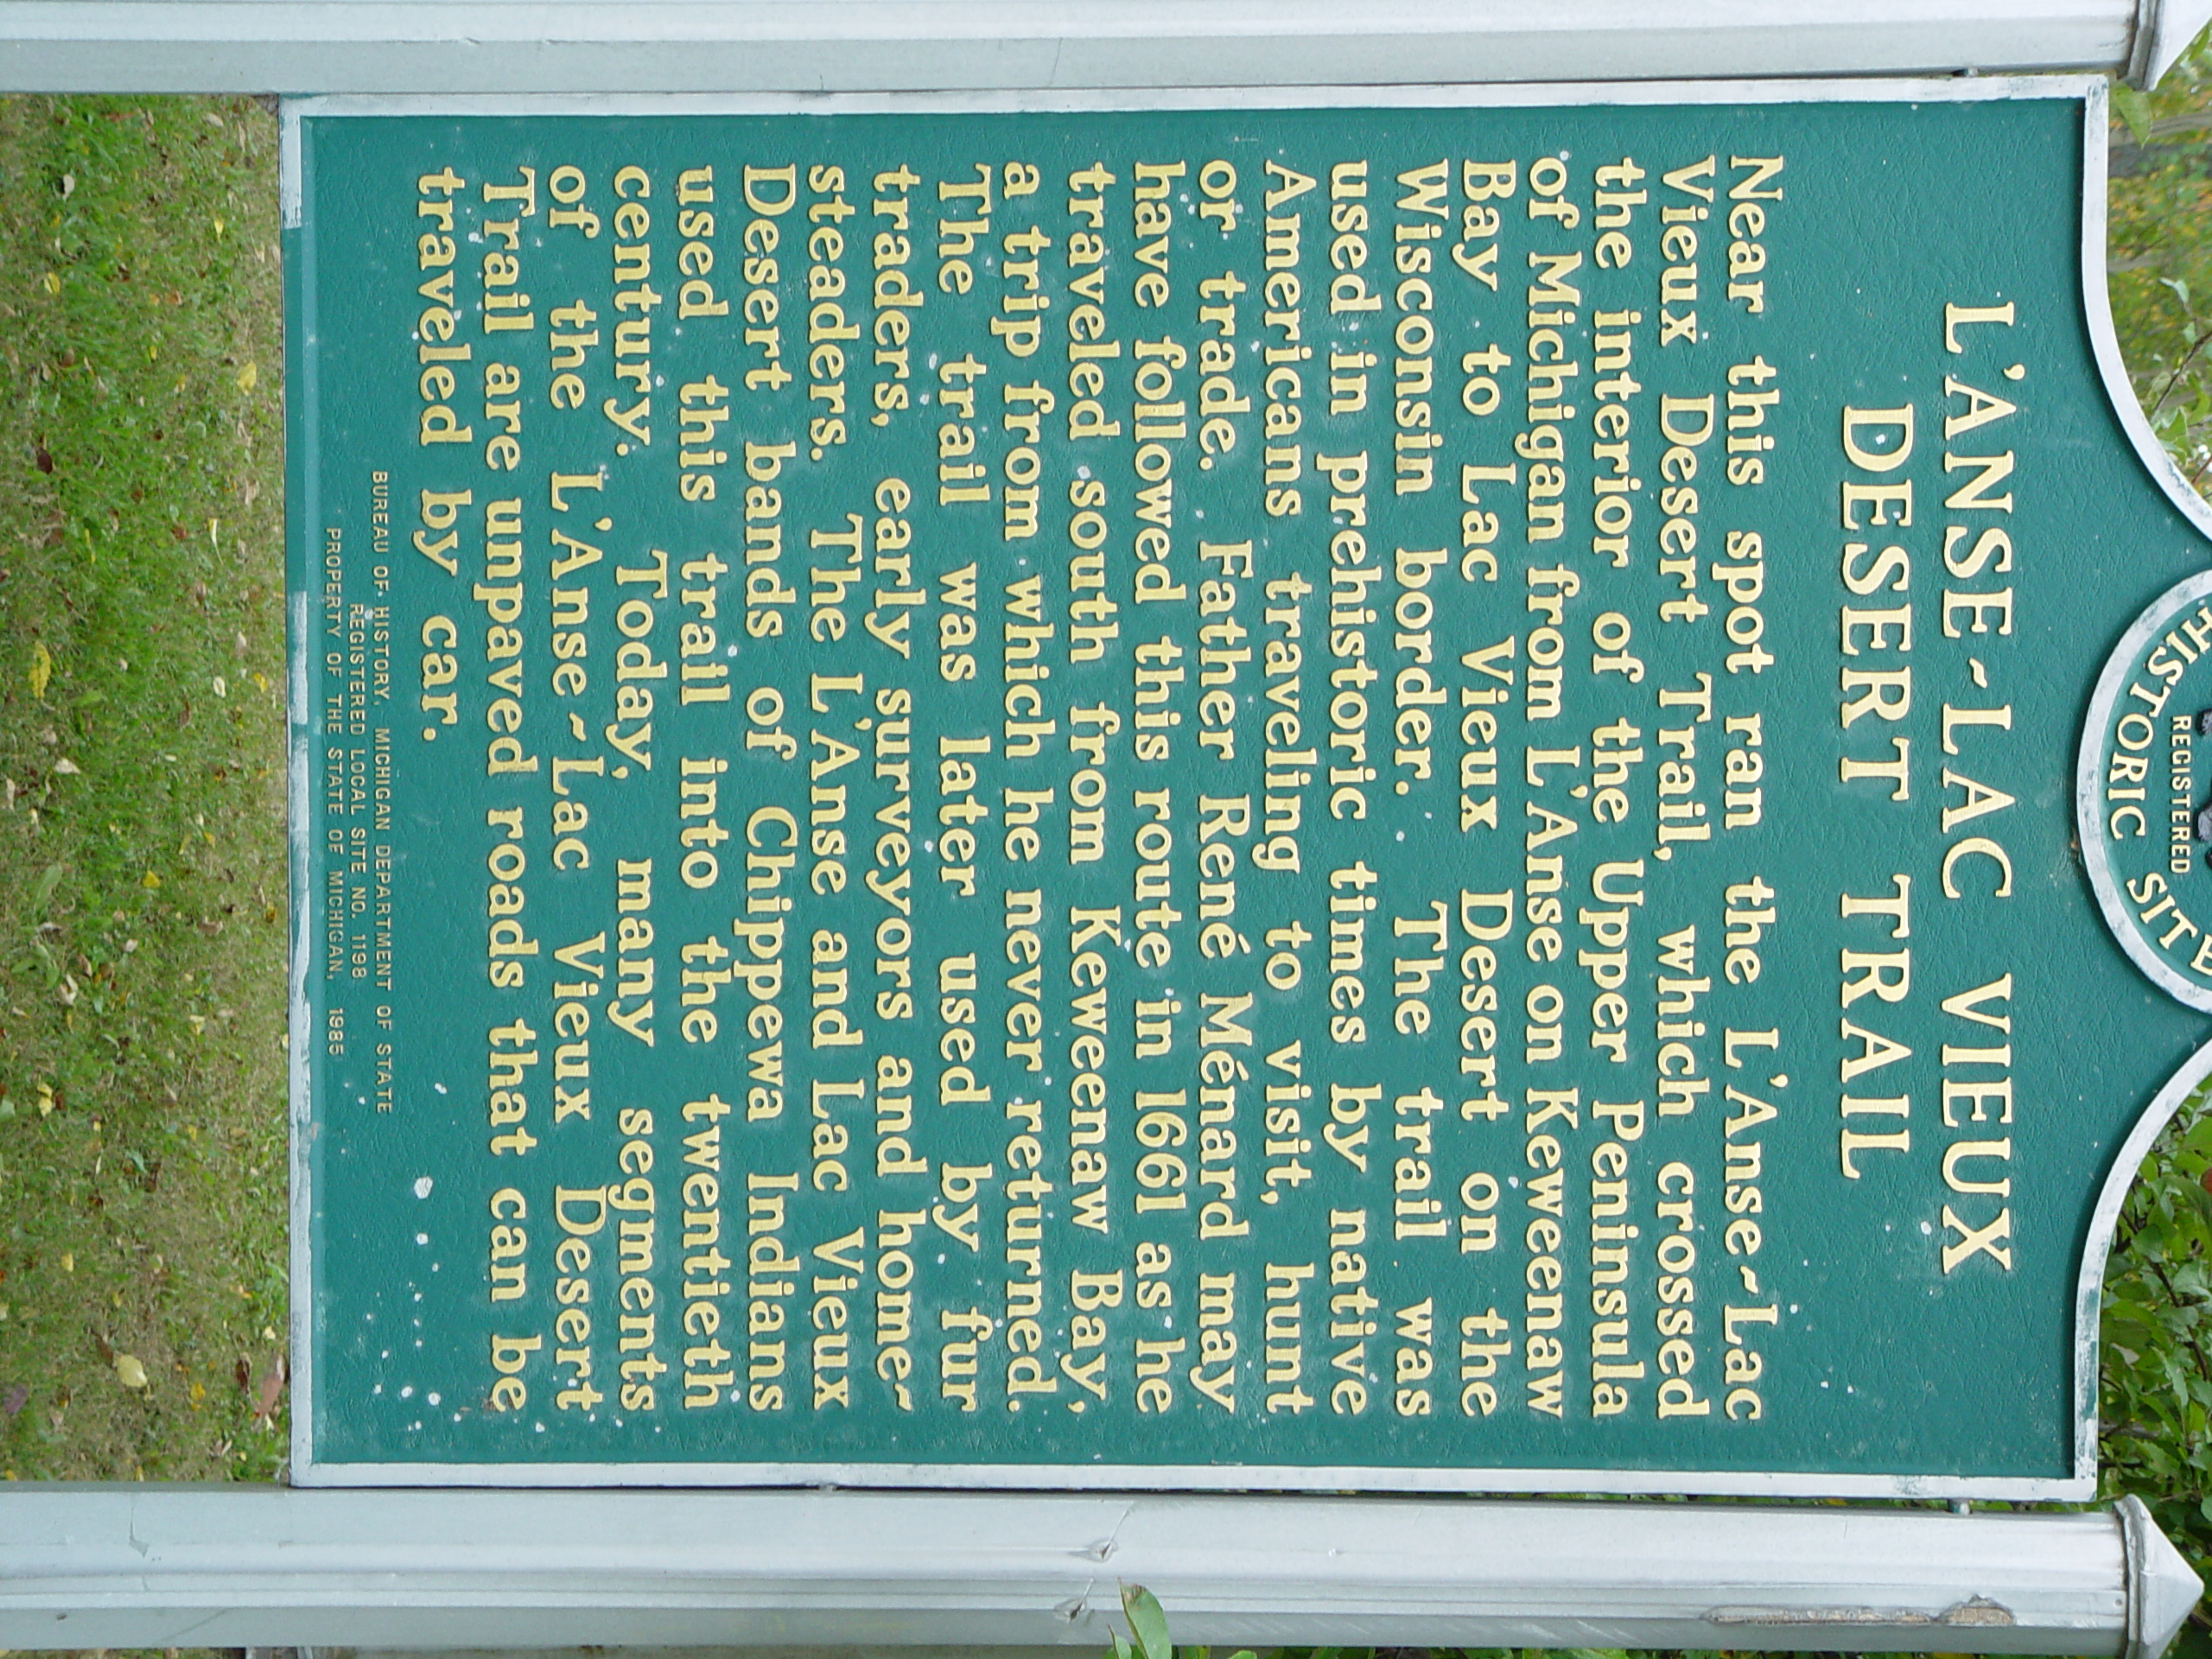 REGISTERED
HISTORIC SITE
L'ANSE-LAC VIEUX
DESERT TRAIL
Near this spot ran the L'Anse-Lac
Vieux Desert Trail, which crossed
the interior of the Upper Peninsula
of Michigan from L'Anse on Keweenaw
Bay to Lac Vieux Desert on the
Wisconsin border. The trail was
used in prehistoric times by native
Americans traveling to visit, hunt
or trade. Father René Ménard may
have followed this route in 1661 as he
traveled south from Keweenaw Bay,
a trip from which he never returned.
The trail was later used by fur
traders, early surveyors and home-
steaders. The L'Anse and Lac Vieux
Desert bands of Chippewa Indians
used this trail into the twentieth
century. Today, many segments
of the L'Anse-Lac Vieux Desert
Trail are unpaved roads that can be
traveled by car.
BUREAU OF HISTORY, MICHIGAN DEPARTMENT OF STATE
REGISTERED LOCAL SITE NO. 1198
PROPERTY OF THE STATE OF MICHIGAN, 1985